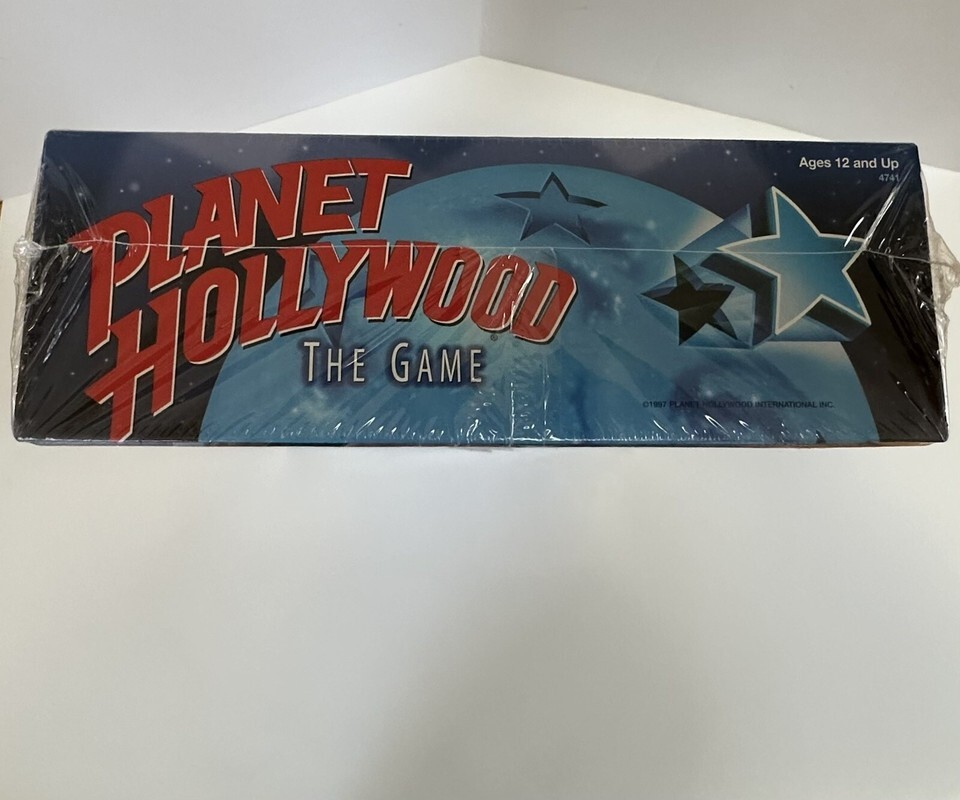 Ages 12 and Up
4741
PLANET
HOLLYWOOD®
THE GAME
©1997 PLANET HOLLYWOOD INTERNATIONAL INC.